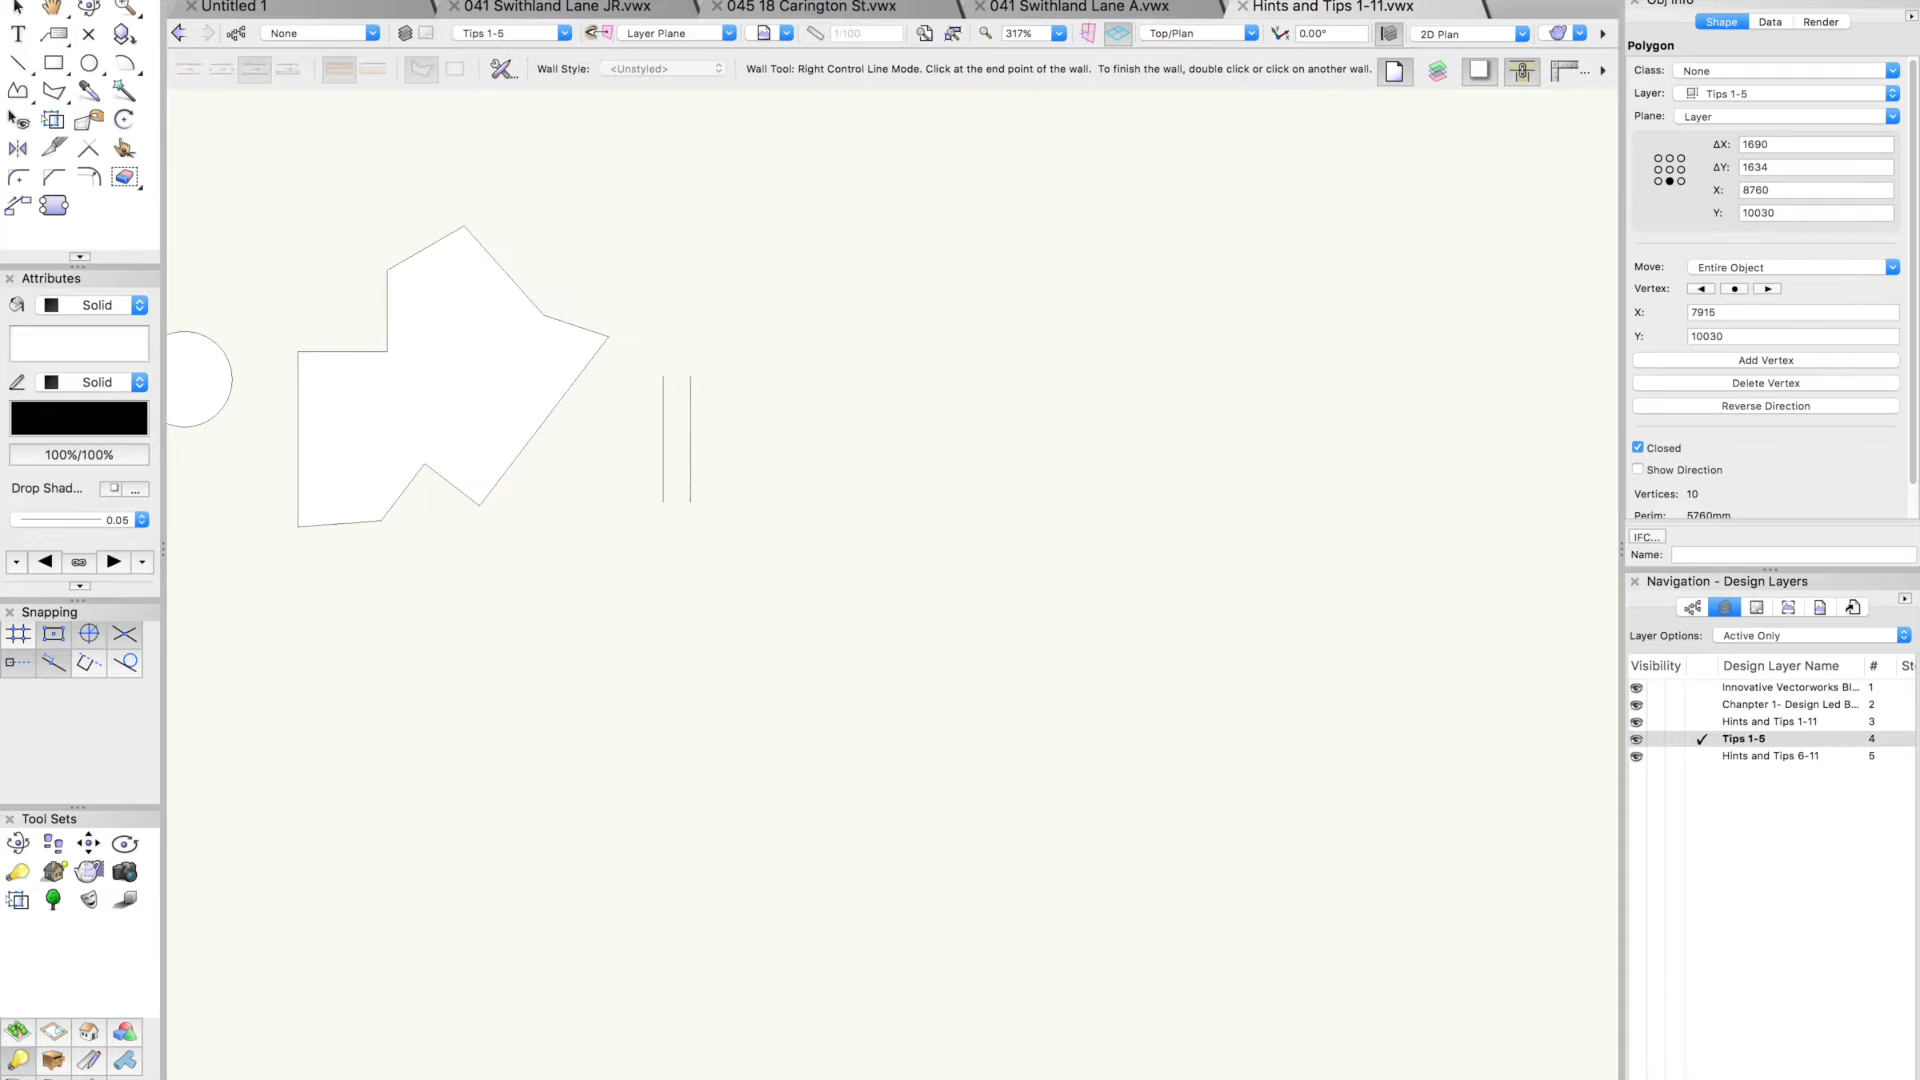 Untitled 1
041 Swithland Lane JR.vwx
045 18 Carington St.vwx
041 Swithland Lane A.vwx
Hints and Tips 1-11.vwx
None
Tips 1-5
Layer Plane
1:100
317%
Top/Plan
0.00°
2D Plan
Wall Style:
<Unstyled>
Wall Tool: Right Control Line Mode. Click at the end point of the wall. To finish the wall, double click or click on another wall.
...
Attributes
Solid
Solid
100%/100%
Drop Shad...
...
0.05
Snapping
Tool Sets
Obj Info
Shape
Data
Render
Polygon
Class: None
Layer: Tips 1-5
Plane: Layer
ΔX: 1690
ΔY: 1634
X: 8760
Y: 10030
Move: Entire Object
Vertex:
X: 7915
Y: 10030
Add Vertex
Delete Vertex
Reverse Direction
Closed
Show Direction
Vertices: 10
Perim: 5760mm
IFC...
Name:
Navigation - Design Layers
Layer Options: Active Only
Visibility Design Layer Name # St
Innovative Vectorworks Bl... 1
Chanpter 1- Design Led B... 2
Hints and Tips 1-11 3
Tips 1-5 4
Hints and Tips 6-11 5